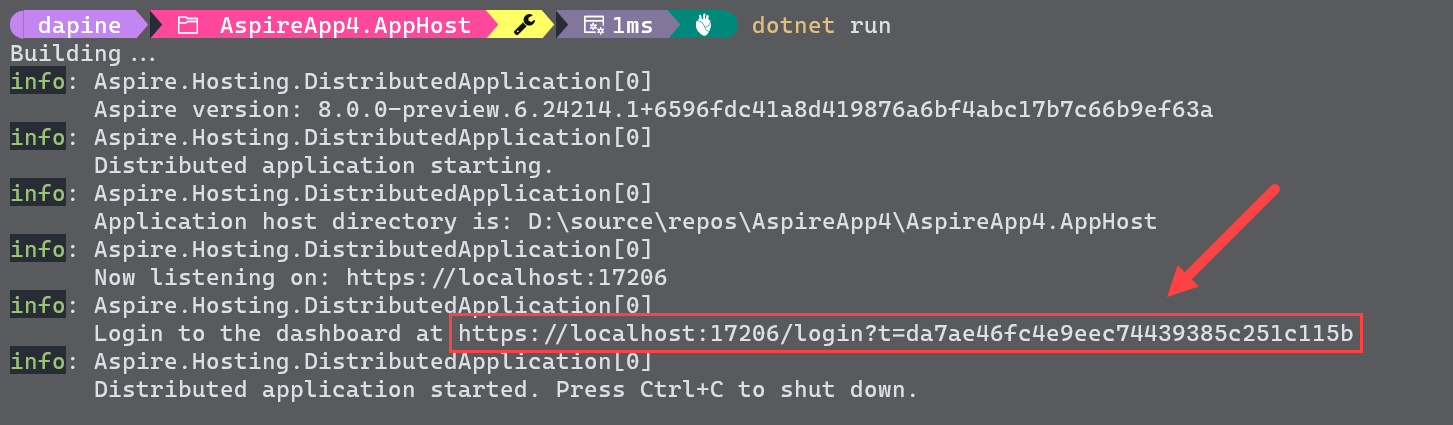 dapine AspireApp4.AppHost 1ms dotnet run
Building...
info: Aspire.Hosting.DistributedApplication[0]
Aspire version: 8.0.0-preview.6.24214.1+6596fdc41a8d419876a6bf4abc17b7c66b9ef63a
info: Aspire.Hosting.DistributedApplication[0]
Distributed application starting.
info: Aspire.Hosting.DistributedApplication[0]
Application host directory is: D:\source\repos\AspireApp4\AspireApp4.AppHost
info: Aspire.Hosting.DistributedApplication[0]
Now listening on: https://localhost:17206
info: Aspire.Hosting.DistributedApplication[0]
Login to the dashboard at https://localhost:17206/login?t=da7ae46fc4e9eec74439385c251c115b
info: Aspire.Hosting.DistributedApplication[0]
Distributed application started. Press Ctrl+C to shut down.